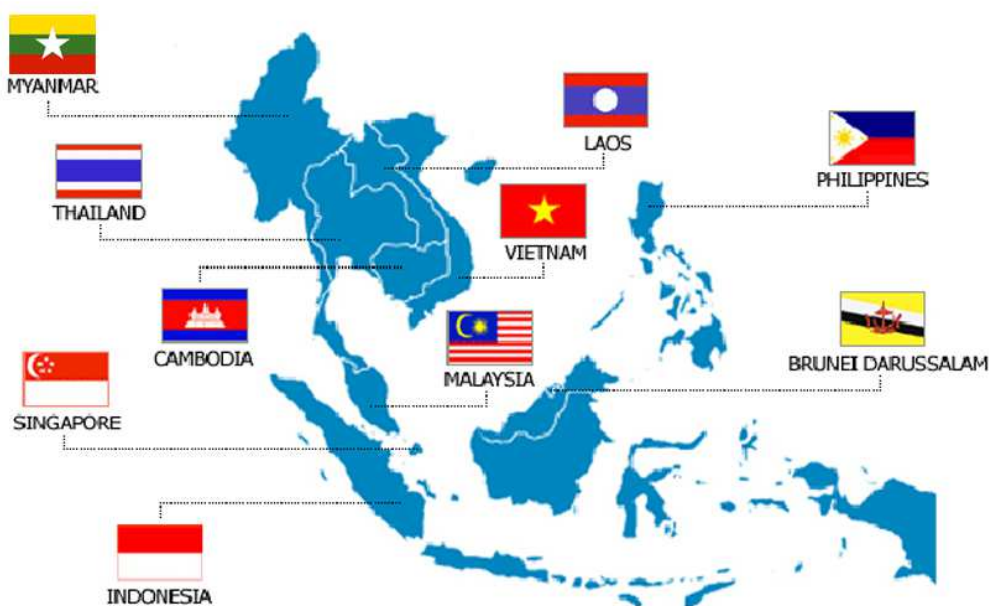 MYANMAR
LAOS
PHILIPPINES
THAILAND
VIETNAM
CAMBODIA
MALAYSIA
BRUNEI DARUSSALAM
SINGAPORE
INDONESIA